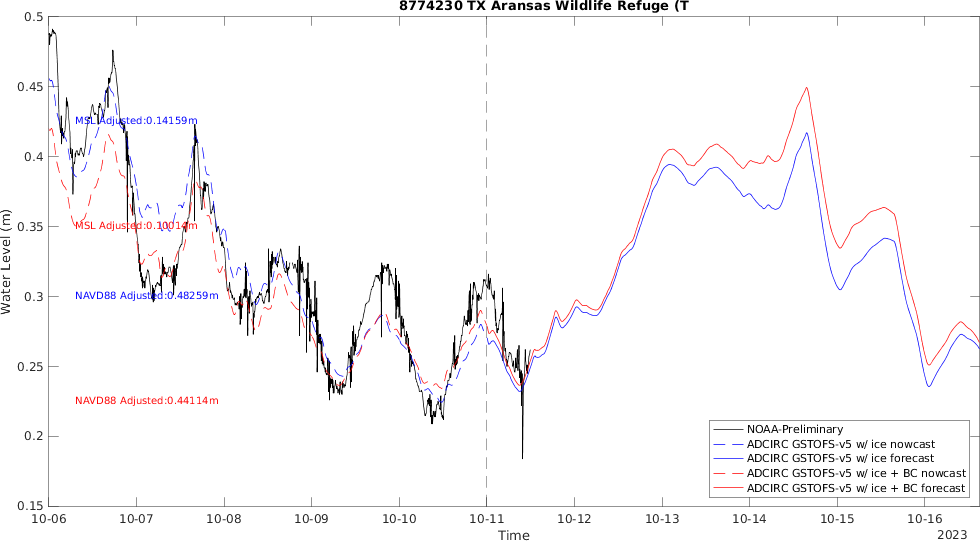 8774230 TX Aransas Wildlife Refuge (T
0.5
0.45
0.4
0.35
0.3
0.25
0.2
0.15
Water Level (m)
MSL Adjusted:0.14159m
MSL Adjusted:0.10014m
NAVD88 Adjusted:0.48259m
NAVD88 Adjusted:0.44114m
NOAA-Preliminary
ADCIRC GSTOFS-v5 w/ ice nowcast
ADCIRC GSTOFS-v5 w/ ice forecast
ADCIRC GSTOFS-v5 w/ ice + BC nowcast
ADCIRC GSTOFS-v5 w/ ice + BC forecast
10-06 10-07 10-08 10-09 10-10 10-11 10-12 10-13 10-14 10-15 10-16
Time
2023